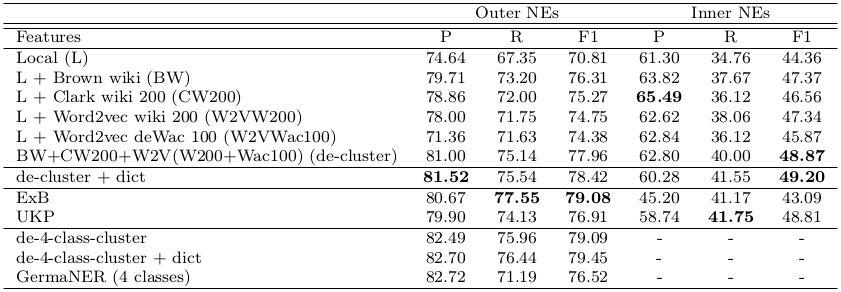 Outer NEs Inner NEs
Features P R F1 P R F1
Local (L) 74.64 67.35 70.81 61.30 34.76 44.36
L + Brown wiki (BW) 79.71 73.20 76.31 63.82 37.67 47.37
L + Clark wiki 200 (CW200) 78.86 72.00 75.27 65.49 36.12 46.56
L + Word2vec wiki 200 (W2VW200) 78.00 71.75 74.75 62.62 38.06 47.34
L + Word2vec deWac 100 (W2VWac100) 71.36 71.63 74.38 62.84 36.12 45.87
BW+CW200+W2V(W200+Wac100) (de-cluster) 81.00 75.14 77.96 62.80 40.00 48.87
de-cluster + dict 81.52 75.54 78.42 60.28 41.55 49.20
ExB 80.67 77.55 79.08 45.20 41.17 43.09
UKP 79.90 74.13 76.91 58.74 41.75 48.81
de-4-class-cluster 82.49 75.96 79.09 - - -
de-4-class-cluster + dict 82.70 76.44 79.45 - - -
GermaNER (4 classes) 82.72 71.19 76.52 - - -